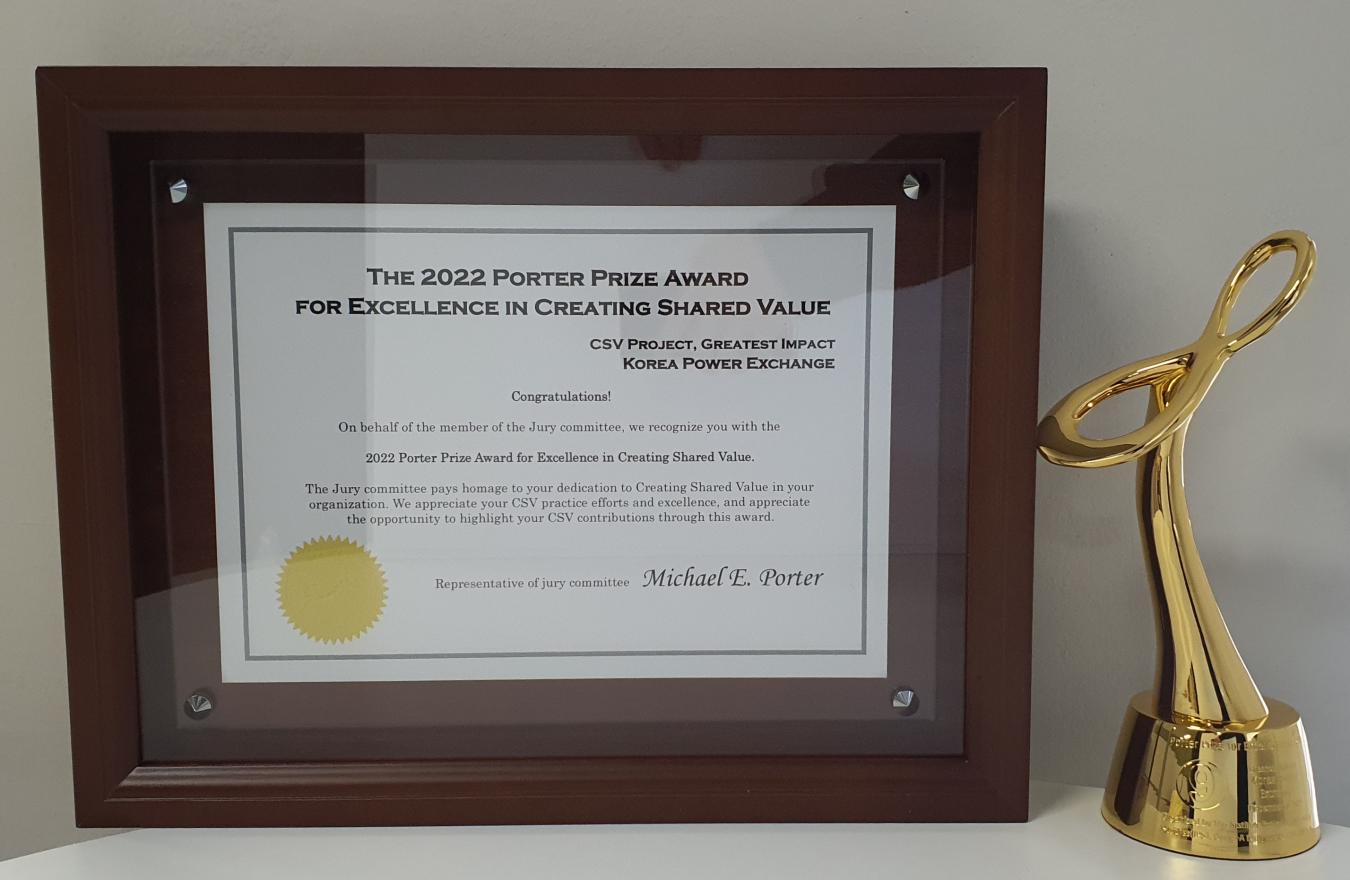 THE 2022 PORTER PRIZE AWARD
FOR EXCELLENCE IN CREATING SHARED VALUE
CSV PROJECT, GREATEST IMPACT
KOREA POWER EXCHANGE
Congratulations!
On behalf of the member of the Jury committee, we recognize you with the
2022 Porter Prize Award for Excellence in Creating Shared Value.
The Jury committee pays homage to your dedication to Creating Shared Value in your
organization. We appreciate your CSV practice efforts and excellence, and appreciate
the opportunity to highlight your CSV contributions through this award.
Representative of jury committee Michael E. Porter
Porter Prize for